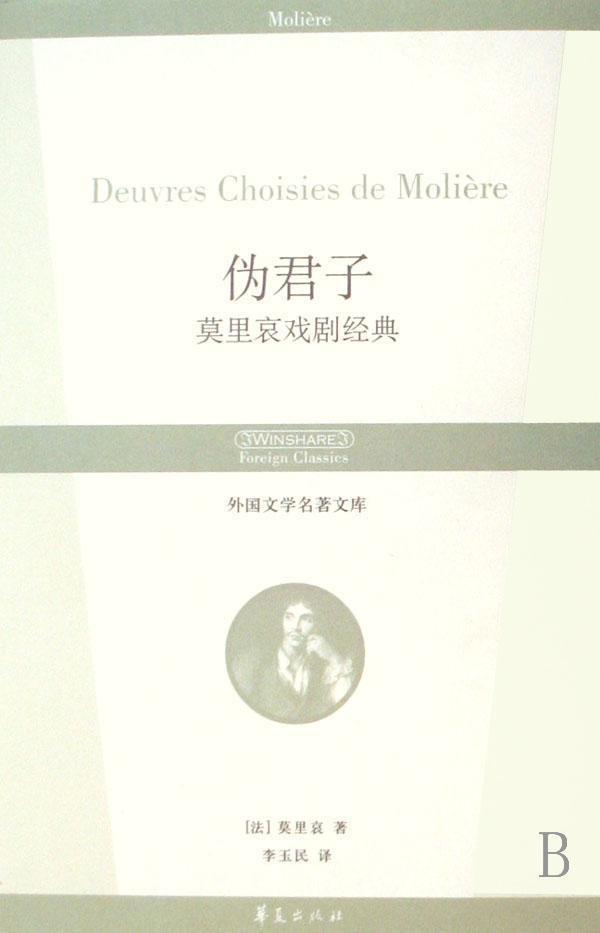 Molière
Deuvres Choisies de Molière
伪君子
莫里哀戏剧经典
WINSHARE
Foreign Classics
外国文学名著文库
[法] 莫里哀 著
李玉民 译
B
华夏出版社